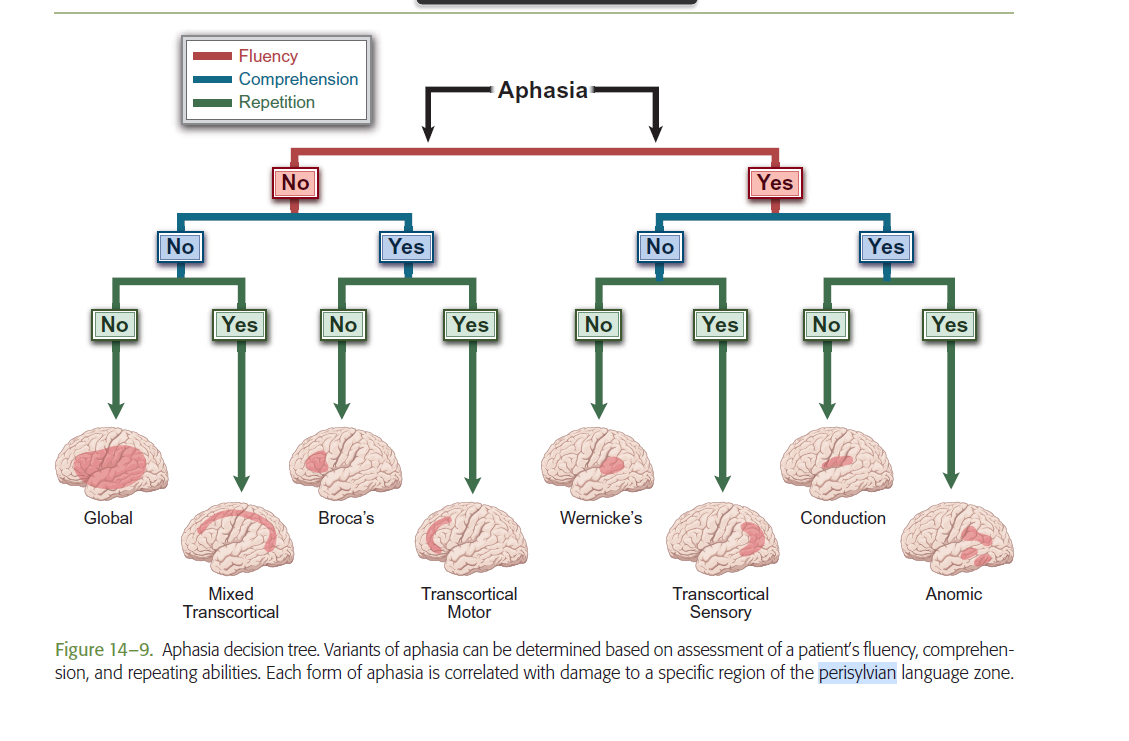 Fluency
Comprehension
Repetition
Aphasia
No
Yes
No
Yes
No
Yes
No
Yes
No
Yes
No
Yes
No
Yes
Global
Broca's
Wernicke's
Conduction
Mixed
Transcortical
Transcortical
Motor
Transcortical
Sensory
Anomic
Figure 14–9. Aphasia decision tree. Variants of aphasia can be determined based on assessment of a patient's fluency, comprehen-
sion, and repeating abilities. Each form of aphasia is correlated with damage to a specific region of the perisylvian language zone.